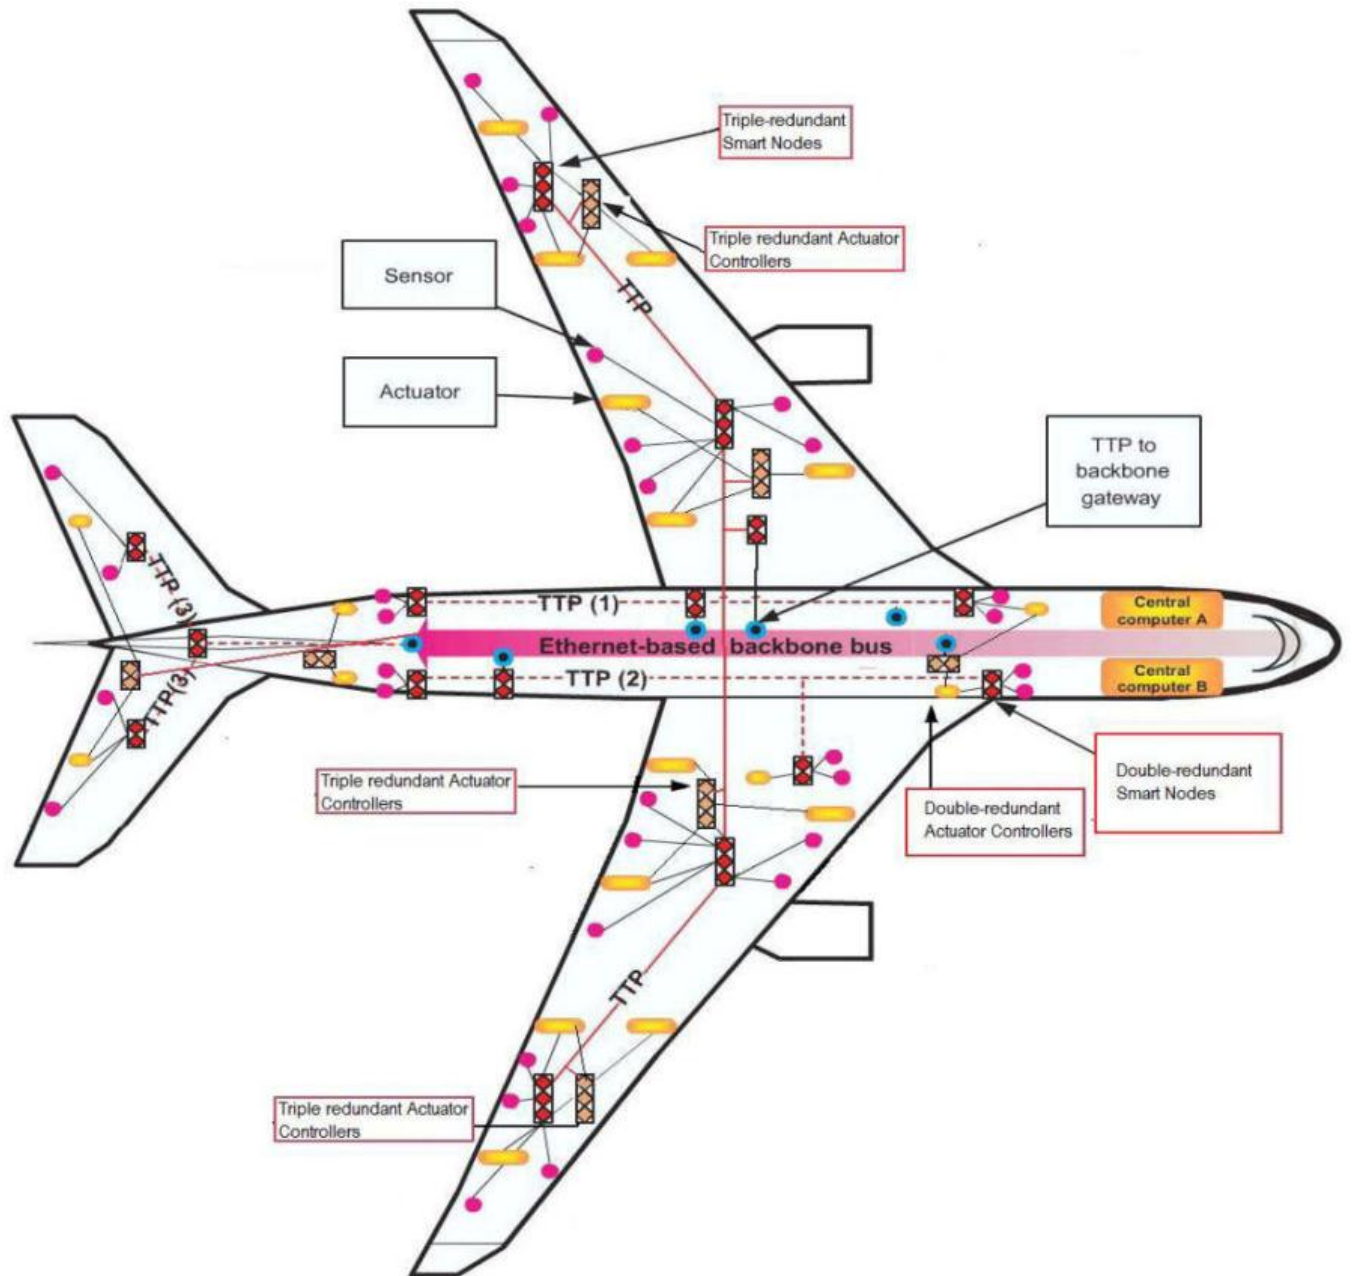 Triple-redundant
Smart Nodes
Triple redundant Actuator
Controllers
Sensor
TTP
Actuator
TTP to
backbone
gateway
TTP (3)
TTP (1)
Central
computer A
Ethernet-based backbone bus
TTP(3)
TTP (2)
Central
computer B
Triple redundant Actuator
Controllers
Double-redundant
Smart Nodes
Double-redundant
Actuator Controllers
TTP
Triple redundant Actuator
Controllers